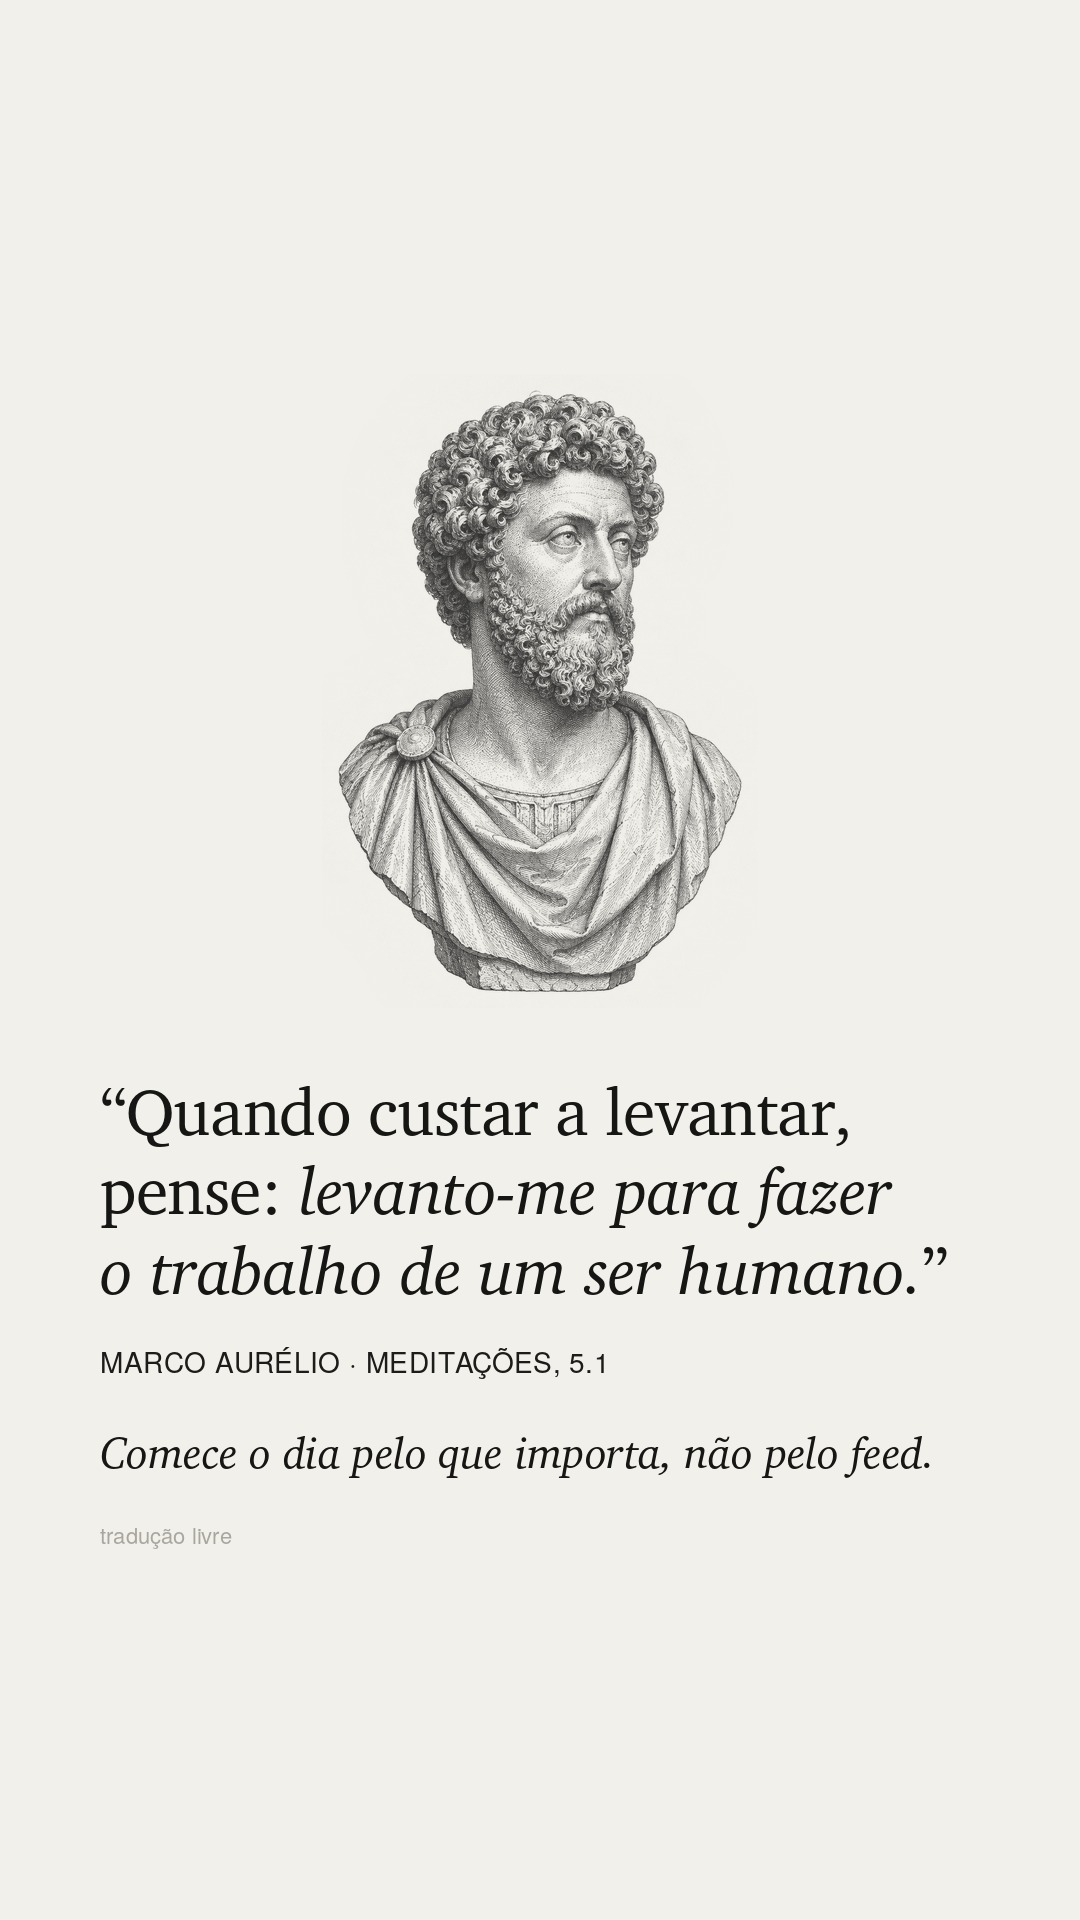 “Quando custar a levantar,
pense: levanto-me para fazer
o trabalho de um ser humano.”
MARCO AURÉLIO · MEDITAÇÕES, 5.1
Comece o dia pelo que importa, não pelo feed.
tradução livre